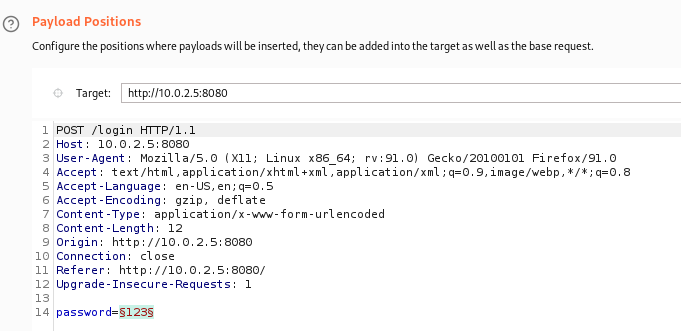 Payload Positions
Configure the positions where payloads will be inserted, they can be added into the target as well as the base request.
Target: http://10.0.2.5:8080
1 POST /login HTTP/1.1
2 Host: 10.0.2.5:8080
3 User-Agent: Mozilla/5.0 (X11; Linux x86_64; rv:91.0) Gecko/20100101 Firefox/91.0
4 Accept: text/html,application/xhtml+xml,application/xml;q=0.9,image/webp,*/*;q=0.8
5 Accept-Language: en-US,en;q=0.5
6 Accept-Encoding: gzip, deflate
7 Content-Type: application/x-www-form-urlencoded
8 Content-Length: 12
9 Origin: http://10.0.2.5:8080
10 Connection: close
11 Referer: http://10.0.2.5:8080/
12 Upgrade-Insecure-Requests: 1
13
14 password=§123§